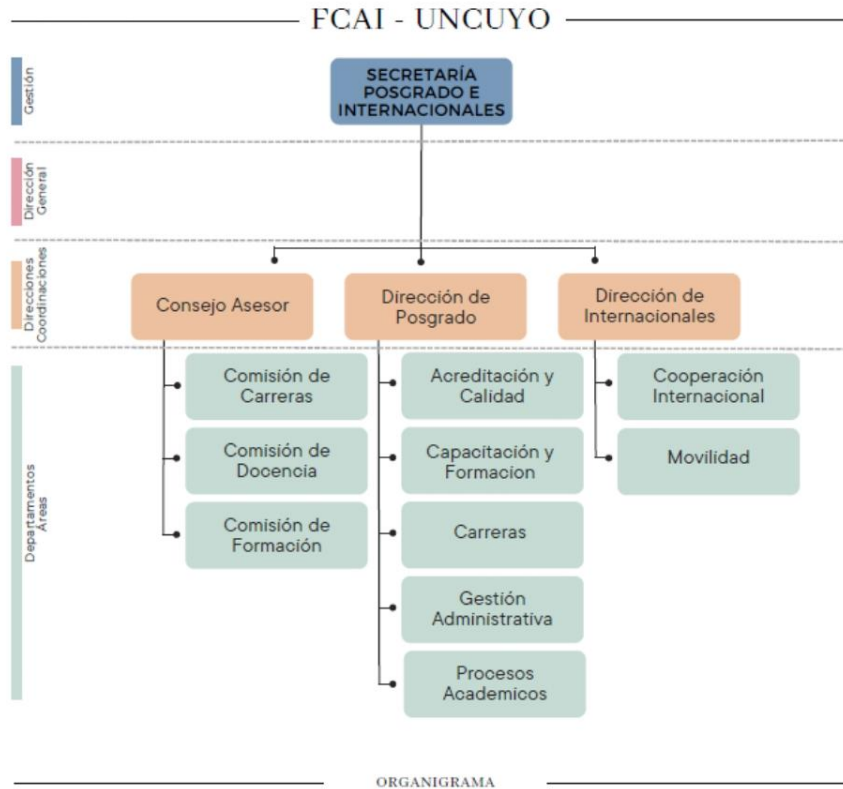 FCAI - UNCUYO
Gestión
SECRETARÍA
POSGRADO E
INTERNACIONALES
Dirección
General
Direcciones
Coordinaciones
Consejo Asesor
Dirección de
Posgrado
Dirección de
Internacionales
Departamentos
Áreas
Comisión de
Carreras
Comisión de
Docencia
Comisión de
Formación
Acreditación y
Calidad
Capacitación y
Formacion
Carreras
Gestión
Administrativa
Procesos
Academicos
Cooperación
Internacional
Movilidad
ORGANIGRAMA